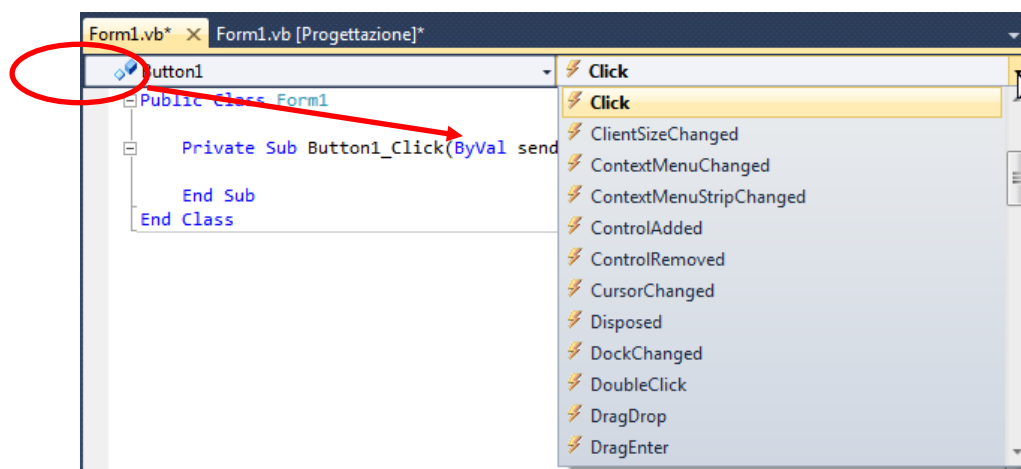 Form1.vb* Form1.vb [Progettazione]*
Button1 Click
Public Class Form1
Private Sub Button1_Click(ByVal send
End Sub
End Class
Click
ClientSizeChanged
ContextMenuChanged
ContextMenuStripChanged
ControlAdded
ControlRemoved
CursorChanged
Disposed
DockChanged
DoubleClick
DragDrop
DragEnter